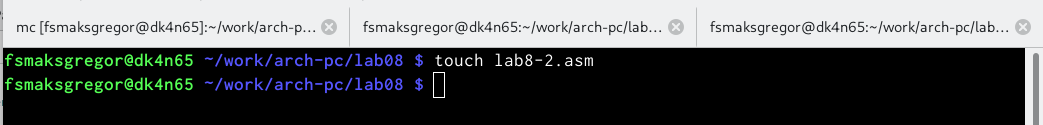 mc [fsmaksgregor@dk4n65]:~/work/arch-p...
fsmaksgregor@dk4n65:~/work/arch-pc/lab...
fsmaksgregor@dk4n65:~/work/arch-pc/lab...
fsmaksgregor@dk4n65 ~/work/arch-pc/lab08 $ touch lab8-2.asm
fsmaksgregor@dk4n65 ~/work/arch-pc/lab08 $